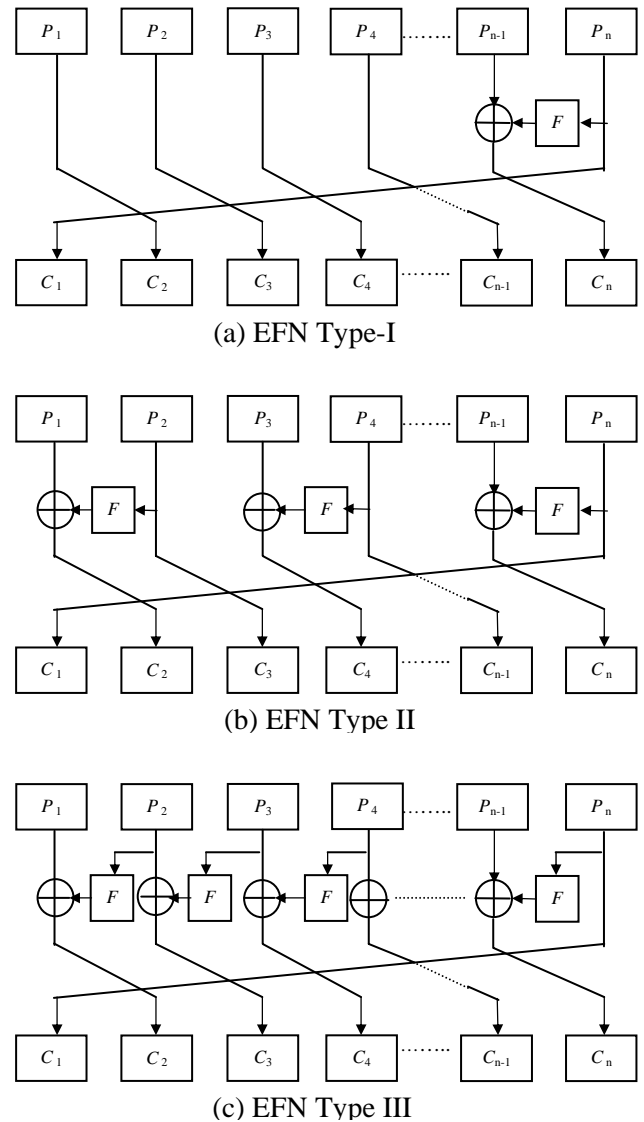 P1 P2 P3 P4 ........ Pn-1 Pn
F
C1 C2 C3 C4 ........ Cn-1 Cn
(a) EFN Type-I
P1 P2 P3 P4 ........ Pn-1 Pn
F F F
C1 C2 C3 C4 ........ Cn-1 Cn
(b) EFN Type II
P1 P2 P3 P4 ........ Pn-1 Pn
F F F F
C1 C2 C3 C4 ........ Cn-1 Cn
(c) EFN Type III